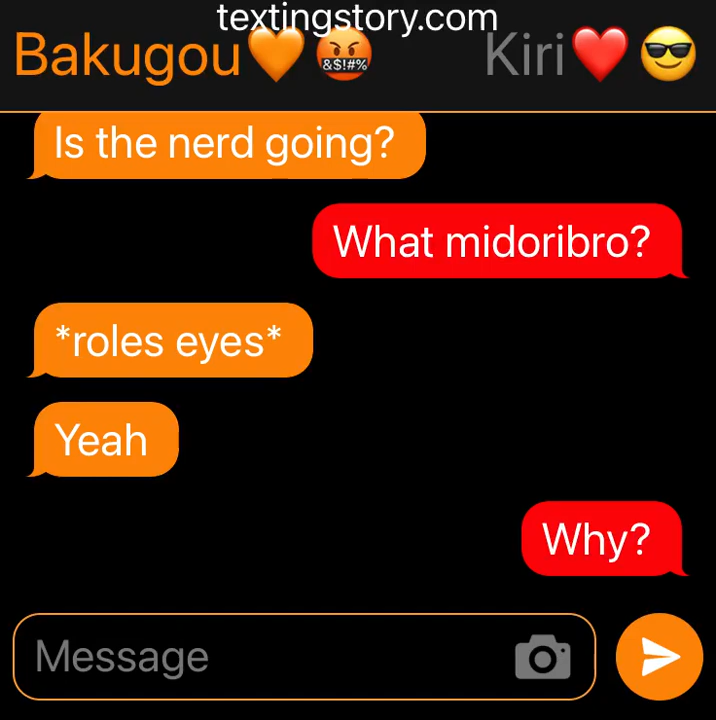 textingstory.com
Bakugou🧡🤬 Kiri❤️😎
Is the nerd going?
What midoribro?
*roles eyes*
Yeah
Why?
Message